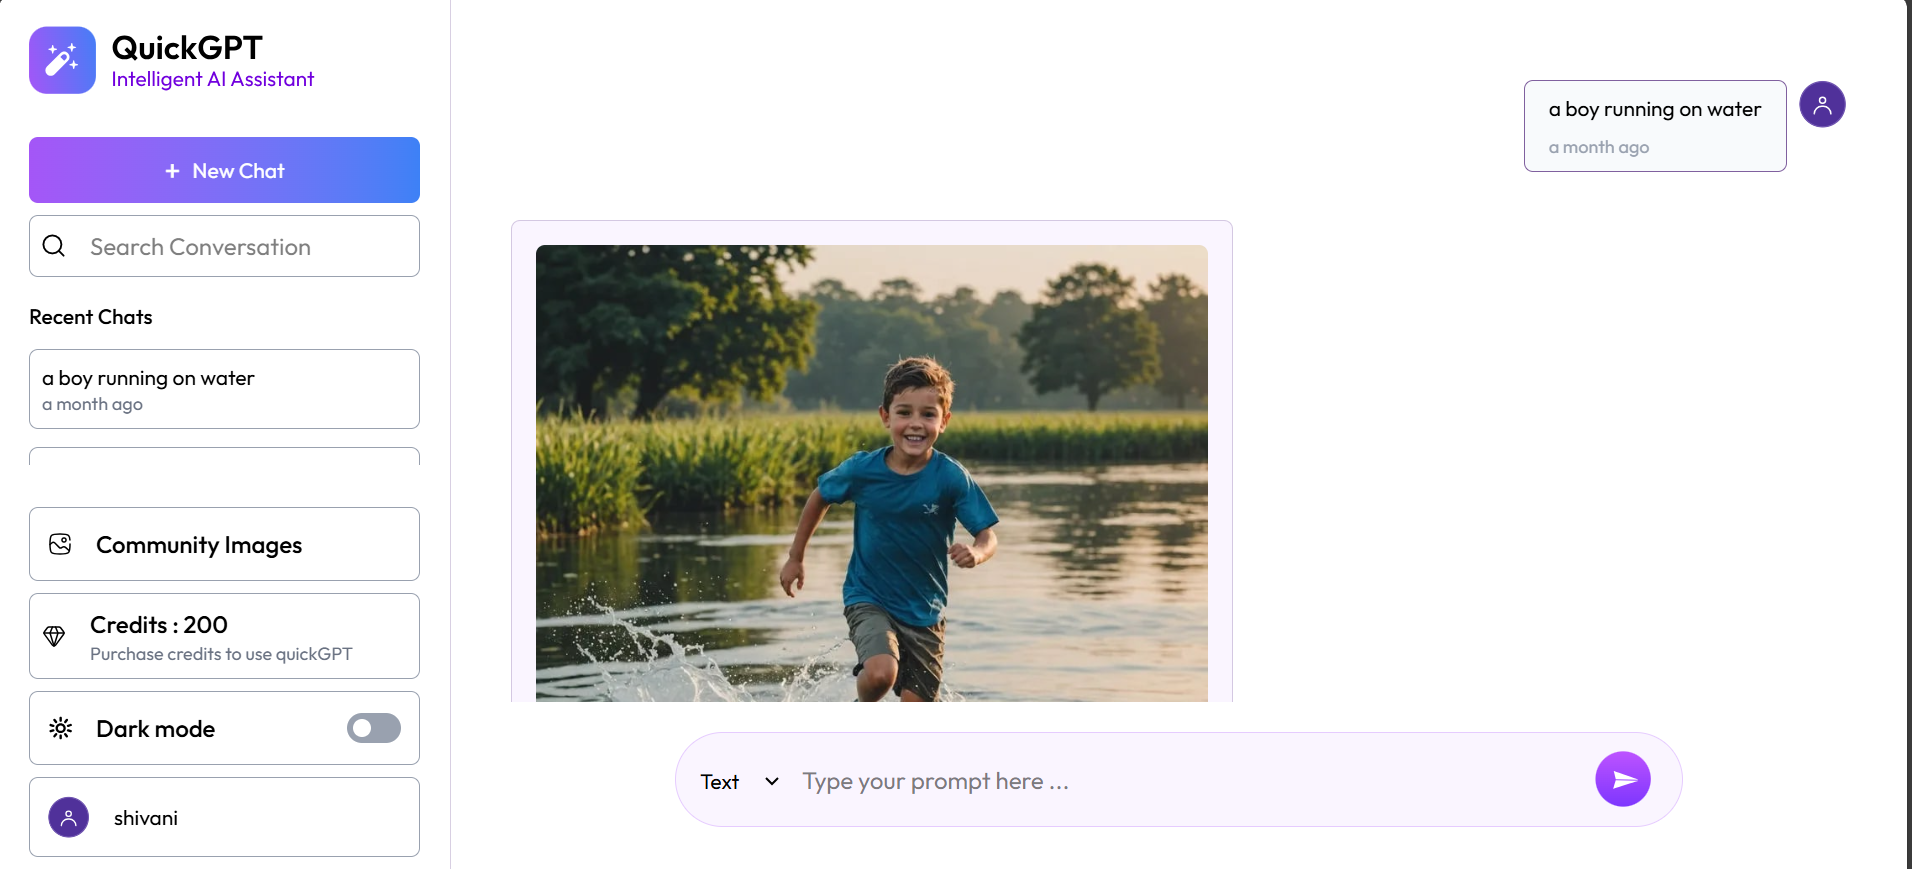 QuickGPT
Intelligent AI Assistant
+ New Chat
Search Conversation
Recent Chats
a boy running on water
a month ago
Community Images
Credits : 200
Purchase credits to use quickGPT
Dark mode
shivani
a boy running on water
a month ago
Text
Type your prompt here ...